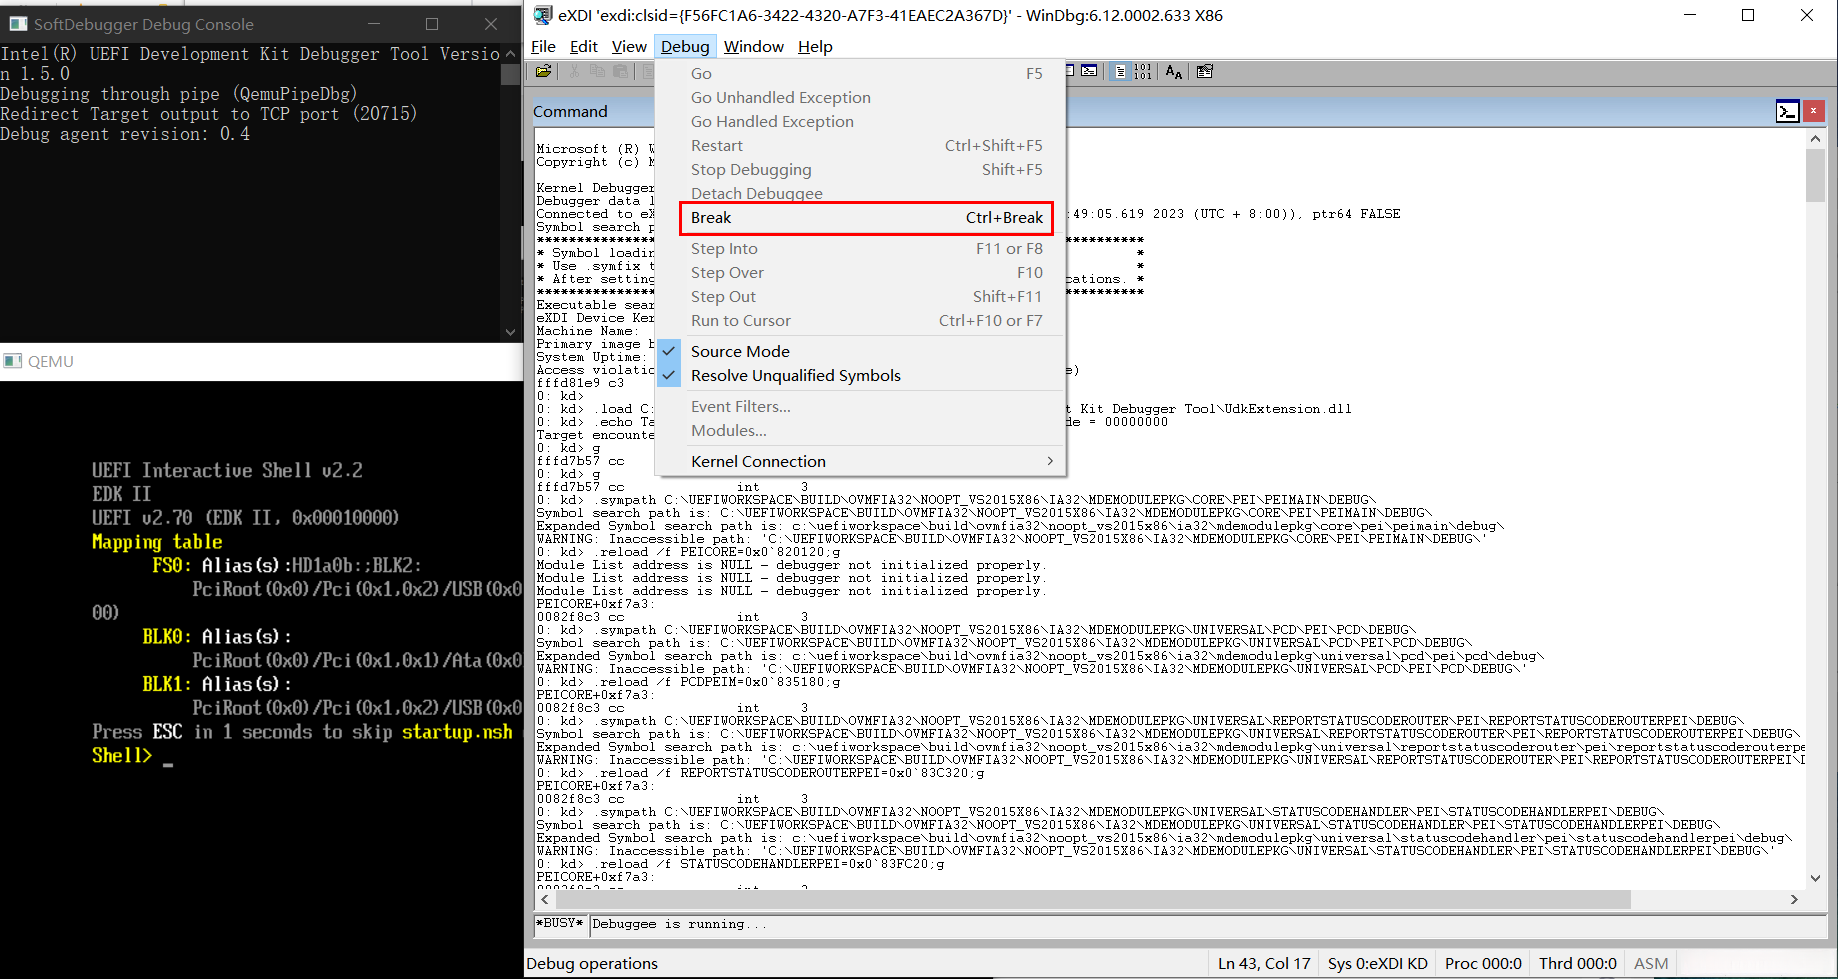 SoftDebugger Debug Console
Intel(R) UEFI Development Kit Debugger Tool Versio
n 1.5.0
Debugging through pipe (QemuPipeDbg)
Redirect Target output to TCP port (20715)
Debug agent revision: 0.4
QEMU
UEFI Interactive Shell v2.2
EDK II
UEFI v2.70 (EDK II, 0x00010000)
Mapping table
FS0: Alias(s):HD1a0b:;BLK2:
PciRoot(0x0)/Pci(0x1,0x2)/USB(0x0
00)
BLK0: Alias(s):
PciRoot(0x0)/Pci(0x1,0x1)/Ata(0x0
BLK1: Alias(s):
PciRoot(0x0)/Pci(0x1,0x2)/USB(0x0
Press ESC in 1 seconds to skip startup.nsh
Shell> _
eXDI 'exdi:clsid={F56FC1A6-3422-4320-A7F3-41EAEC2A367D}' - WinDbg:6.12.0002.633 X86
File Edit View Debug Window Help
Go F5
Go Unhandled Exception
Go Handled Exception
Restart Ctrl+Shift+F5
Stop Debugging Shift+F5
Detach Debuggee
Break Ctrl+Break
Step Into F11 or F8
Step Over F10
Step Out Shift+F11
Run to Cursor Ctrl+F10 or F7
Source Mode
Resolve Unqualified Symbols
Event Filters...
Modules...
Kernel Connection
Command
Microsoft (R) W
Copyright (c) M
Kernel Debugger
Debugger data l
Connected to eX :49:05.619 2023 (UTC + 8:00)), ptr64 FALSE
Symbol search p
* Symbol loadin *
* Use .symfix t *
* After setting cations. *
Executable sear
eXDI Device Ker
Machine Name:
Primary image b
System Uptime:
Access violatio e)
fffd81e9 c3
0: kd>
0: kd> .load C: t Kit Debugger Tool\UdkExtension.dll
0: kd> .echo Ta de = 00000000
Target encounte
0: kd> g
fffd7b57 cc
0: kd> g
fffd7b57 cc int 3
0: kd> .sympath C:\UEFIWORKSPACE\BUILD\OVMFIA32\NOOPT_VS2015X86\IA32\MDEMODULEPKG\CORE\PEI\PEIMAIN\DEBUG\
Symbol search path is: C:\UEFIWORKSPACE\BUILD\OVMFIA32\NOOPT_VS2015X86\IA32\MDEMODULEPKG\CORE\PEI\PEIMAIN\DEBUG\
Expanded Symbol search path is: c:\uefiworkspace\build\ovmfia32\noopt_vs2015x86\ia32\mdemodulepkg\core\pei\peimain\debug\
WARNING: Inaccessible path: 'C:\UEFIWORKSPACE\BUILD\OVMFIA32\NOOPT_VS2015X86\IA32\MDEMODULEPKG\CORE\PEI\PEIMAIN\DEBUG\'
0: kd> .reload /f PEICORE=0x0`820120;g
Module List address is NULL - debugger not initialized properly.
Module List address is NULL - debugger not initialized properly.
Module List address is NULL - debugger not initialized properly.
PEICORE+0xf7a3:
0082f8c3 cc int 3
0: kd> .sympath C:\UEFIWORKSPACE\BUILD\OVMFIA32\NOOPT_VS2015X86\IA32\MDEMODULEPKG\UNIVERSAL\PCD\PEI\PCD\DEBUG\
Symbol search path is: C:\UEFIWORKSPACE\BUILD\OVMFIA32\NOOPT_VS2015X86\IA32\MDEMODULEPKG\UNIVERSAL\PCD\PEI\PCD\DEBUG\
Expanded Symbol search path is: c:\uefiworkspace\build\ovmfia32\noopt_vs2015x86\ia32\mdemodulepkg\universal\pcd\pei\pcd\debug\
WARNING: Inaccessible path: 'C:\UEFIWORKSPACE\BUILD\OVMFIA32\NOOPT_VS2015X86\IA32\MDEMODULEPKG\UNIVERSAL\PCD\PEI\PCD\DEBUG\'
0: kd> .reload /f PCDPEIM=0x0`835180;g
PEICORE+0xf7a3:
0082f8c3 cc int 3
0: kd> .sympath C:\UEFIWORKSPACE\BUILD\OVMFIA32\NOOPT_VS2015X86\IA32\MDEMODULEPKG\UNIVERSAL\REPORTSTATUSCODEROUTER\PEI\REPORTSTATUSCODEROUTERPEI\DEBUG\
Symbol search path is: C:\UEFIWORKSPACE\BUILD\OVMFIA32\NOOPT_VS2015X86\IA32\MDEMODULEPKG\UNIVERSAL\REPORTSTATUSCODEROUTER\PEI\REPORTSTATUSCODEROUTERPEI\DEBUG\
Expanded Symbol search path is: c:\uefiworkspace\build\ovmfia32\noopt_vs2015x86\ia32\mdemodulepkg\universal\reportstatuscoderouter\pei\reportstatuscoderouterpe
WARNING: Inaccessible path: 'C:\UEFIWORKSPACE\BUILD\OVMFIA32\NOOPT_VS2015X86\IA32\MDEMODULEPKG\UNIVERSAL\REPORTSTATUSCODEROUTER\PEI\REPORTSTATUSCODEROUTERPEI\D
0: kd> .reload /f REPORTSTATUSCODEROUTERPEI=0x0`83C320;g
PEICORE+0xf7a3:
0082f8c3 cc int 3
0: kd> .sympath C:\UEFIWORKSPACE\BUILD\OVMFIA32\NOOPT_VS2015X86\IA32\MDEMODULEPKG\UNIVERSAL\STATUSCODEHANDLER\PEI\STATUSCODEHANDLERPEI\DEBUG\
Symbol search path is: C:\UEFIWORKSPACE\BUILD\OVMFIA32\NOOPT_VS2015X86\IA32\MDEMODULEPKG\UNIVERSAL\STATUSCODEHANDLER\PEI\STATUSCODEHANDLERPEI\DEBUG\
Expanded Symbol search path is: c:\uefiworkspace\build\ovmfia32\noopt_vs2015x86\ia32\mdemodulepkg\universal\statuscodehandler\pei\statuscodehandlerpei\debug\
WARNING: Inaccessible path: 'C:\UEFIWORKSPACE\BUILD\OVMFIA32\NOOPT_VS2015X86\IA32\MDEMODULEPKG\UNIVERSAL\STATUSCODEHANDLER\PEI\STATUSCODEHANDLERPEI\DEBUG\'
0: kd> .reload /f STATUSCODEHANDLERPEI=0x0`83FC20;g
PEICORE+0xf7a3:
*BUSY* Debuggee is running...
Debug operations
Ln 43, Col 17 Sys 0:eXDI KD Proc 000:0 Thrd 000:0 ASM